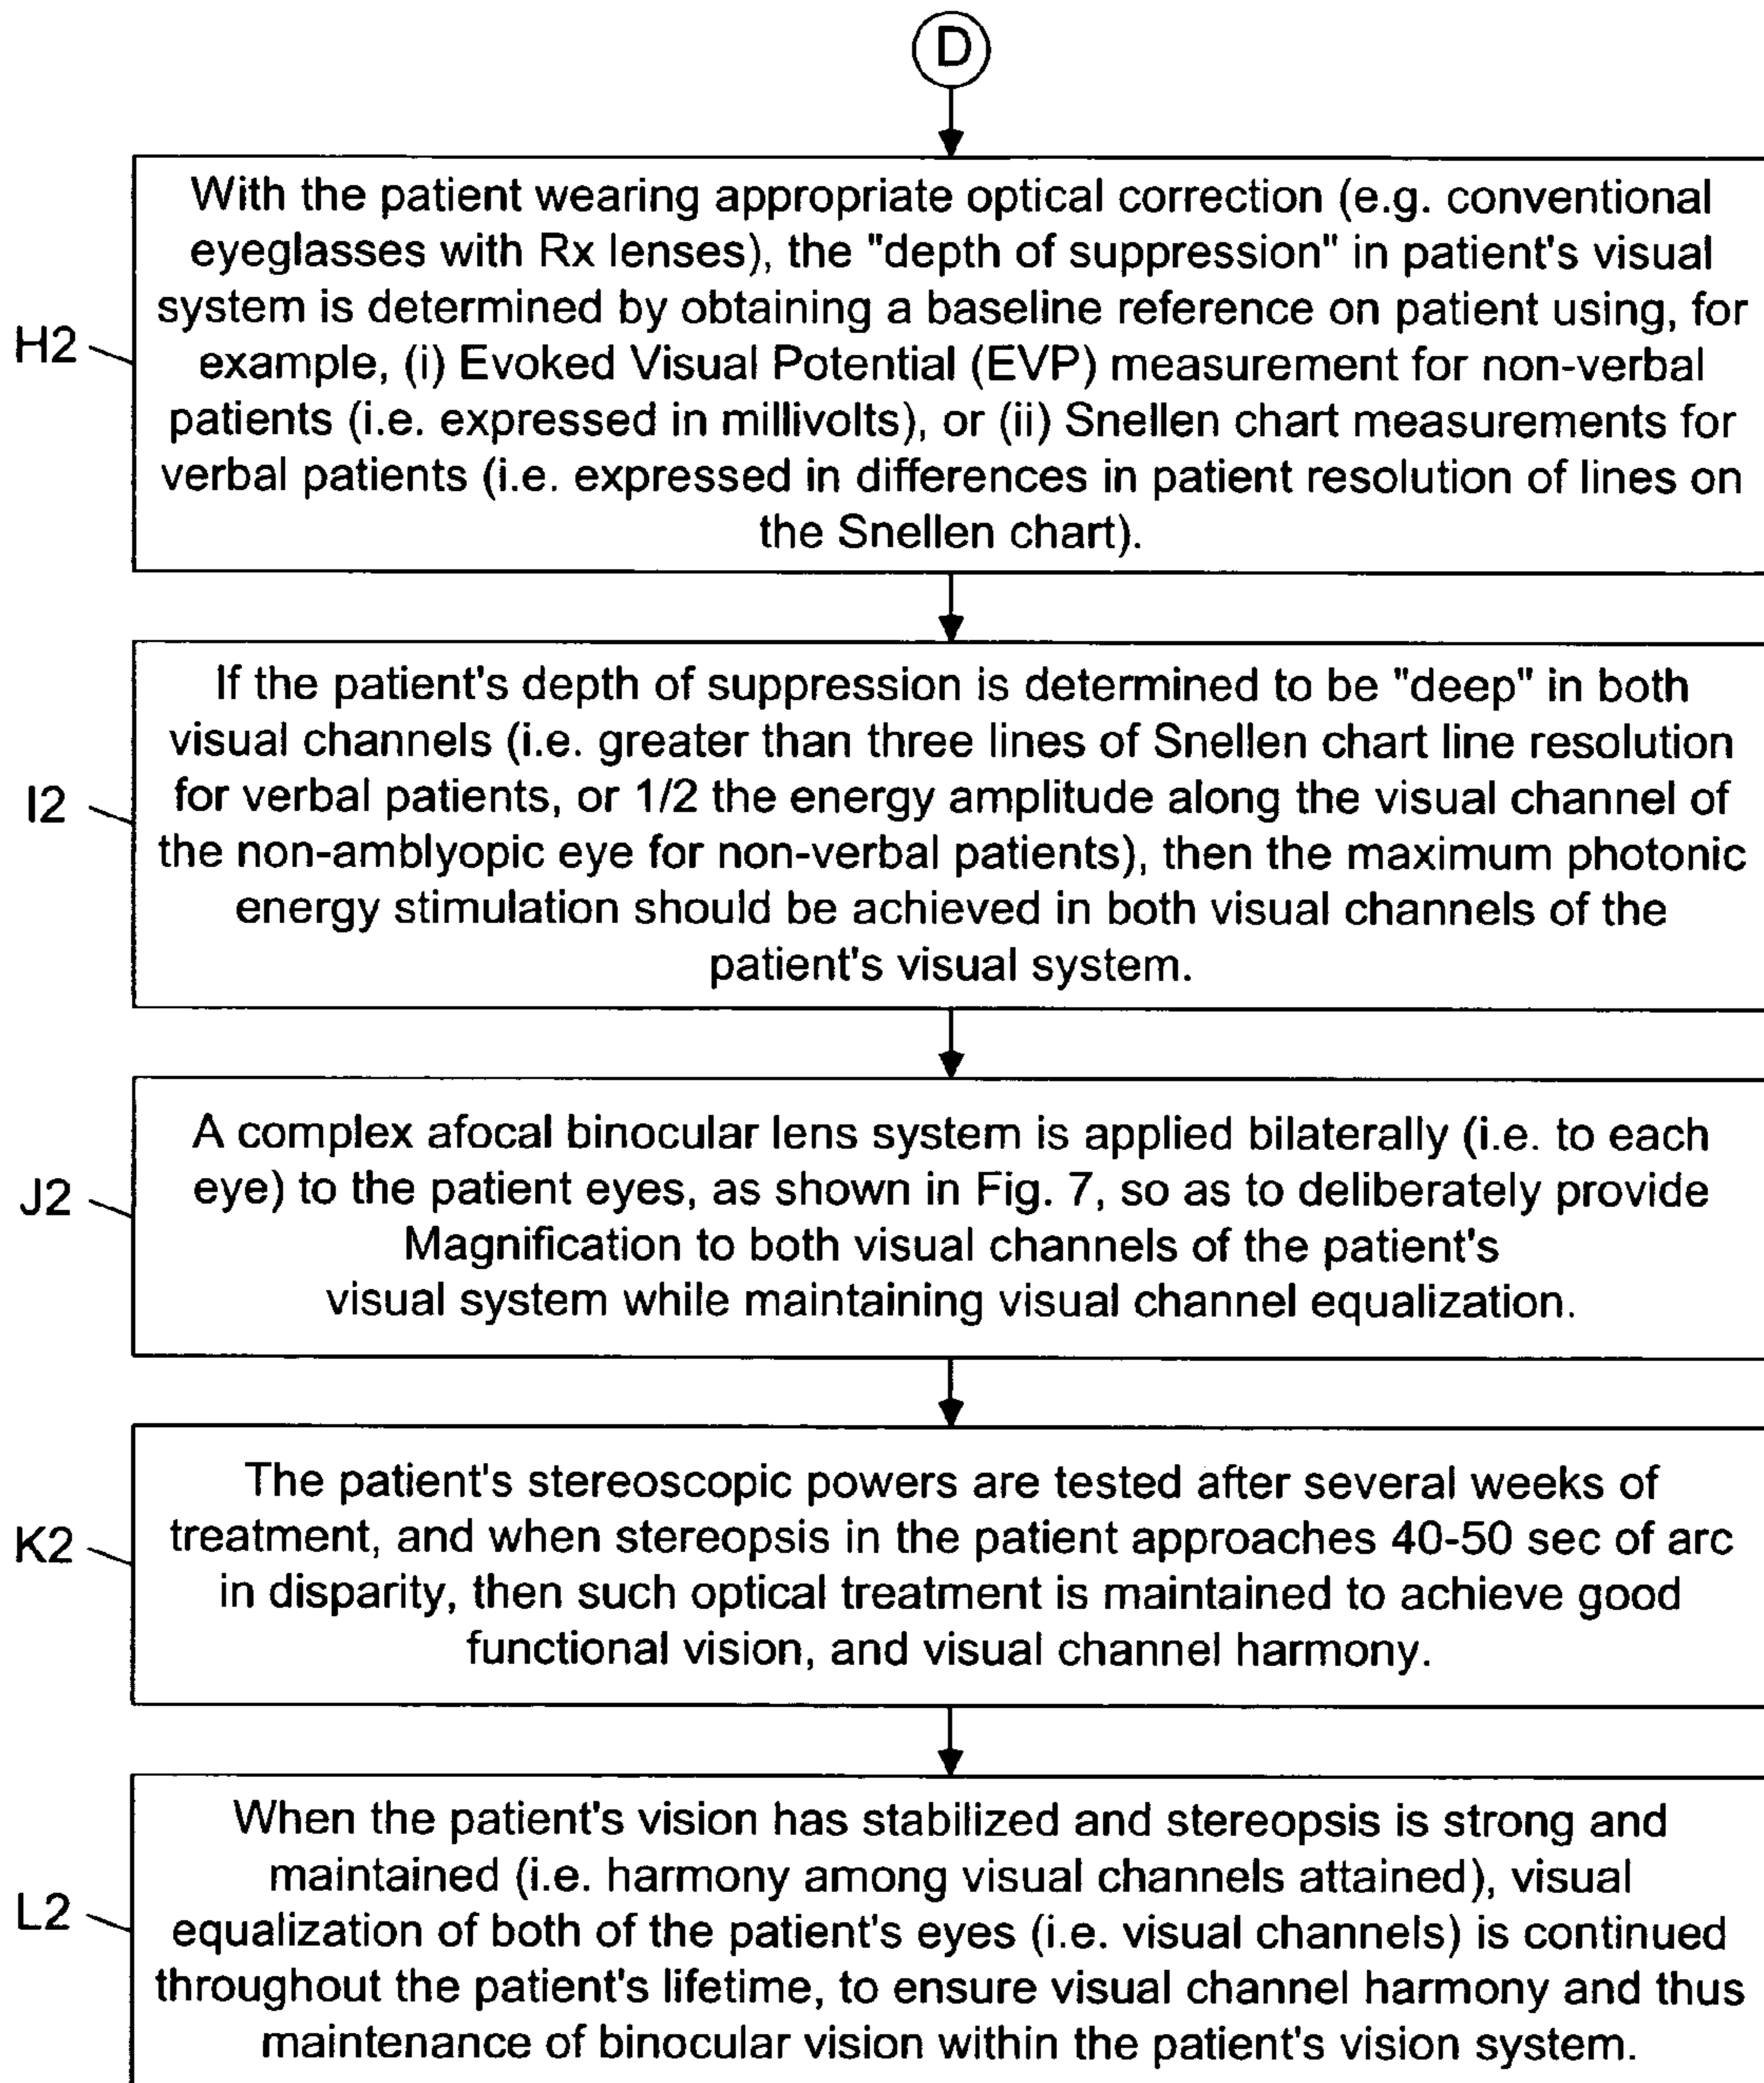 D
With the patient wearing appropriate optical correction (e.g. conventional
eyeglasses with Rx lenses), the "depth of suppression" in patient's visual
system is determined by obtaining a baseline reference on patient using, for
H2
example, (i) Evoked Visual Potential (EVP) measurement for non-verbal
patients (i.e. expressed in millivolts), or (ii) Snellen chart measurements for
verbal patients (i.e. expressed in differences in patient resolution of lines on
the Snellen chart).
If the patient's depth of suppression is determined to be "deep" in both
visual channels (i.e. greater than three lines of Snellen chart line resolution
I2
for verbal patients, or 1/2 the energy amplitude along the visual channel of
the non-amblyopic eye for non-verbal patients), then the maximum photonic
energy stimulation should be achieved in both visual channels of the
patient's visual system.
A complex afocal binocular lens system is applied bilaterally (i.e. to each
J2
eye) to the patient eyes, as shown in Fig. 7, so as to deliberately provide
Magnification to both visual channels of the patient's
visual system while maintaining visual channel equalization.
The patient's stereoscopic powers are tested after several weeks of
K2
treatment, and when stereopsis in the patient approaches 40-50 sec of arc
in disparity, then such optical treatment is maintained to achieve good
functional vision, and visual channel harmony.
When the patient's vision has stabilized and stereopsis is strong and
maintained (i.e. harmony among visual channels attained), visual
L2
equalization of both of the patient's eyes (i.e. visual channels) is continued
throughout the patient's lifetime, to ensure visual channel harmony and thus
maintenance of binocular vision within the patient's vision system.